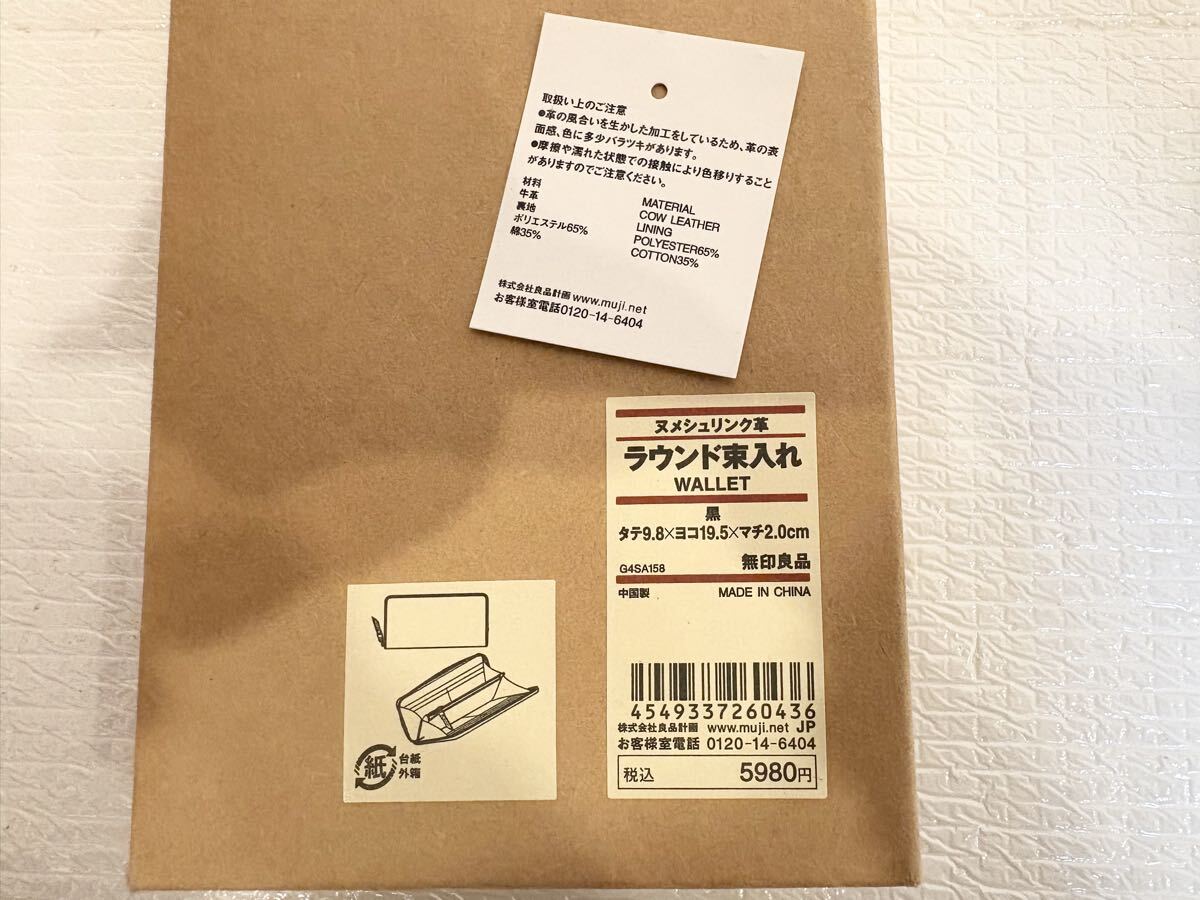 取扱い上のご注意
●革の風合いを生かした加工をしているため、革の表
面感、色に多少バラツキがあります。
●摩擦や濡れた状態での接触により色移りすること
がありますのでご注意ください。
材料
牛革
裏地
ポリエステル65%
綿35%
MATERIAL
COW LEATHER
LINING
POLYESTER65%
COTTON35%
株式会社良品計画 www.muji.net
お客様室電話0120-14-6404
ヌメシュリンク革
ラウンド束入れ
WALLET
黒
タテ9.8×ヨコ19.5×マチ2.0cm
G4SA158 無印良品
中国製 MADE IN CHINA
4549337260436
株式会社良品計画 www.muji.net JP
お客様室電話 0120-14-6404
税込 5980円
紙 台紙
外箱